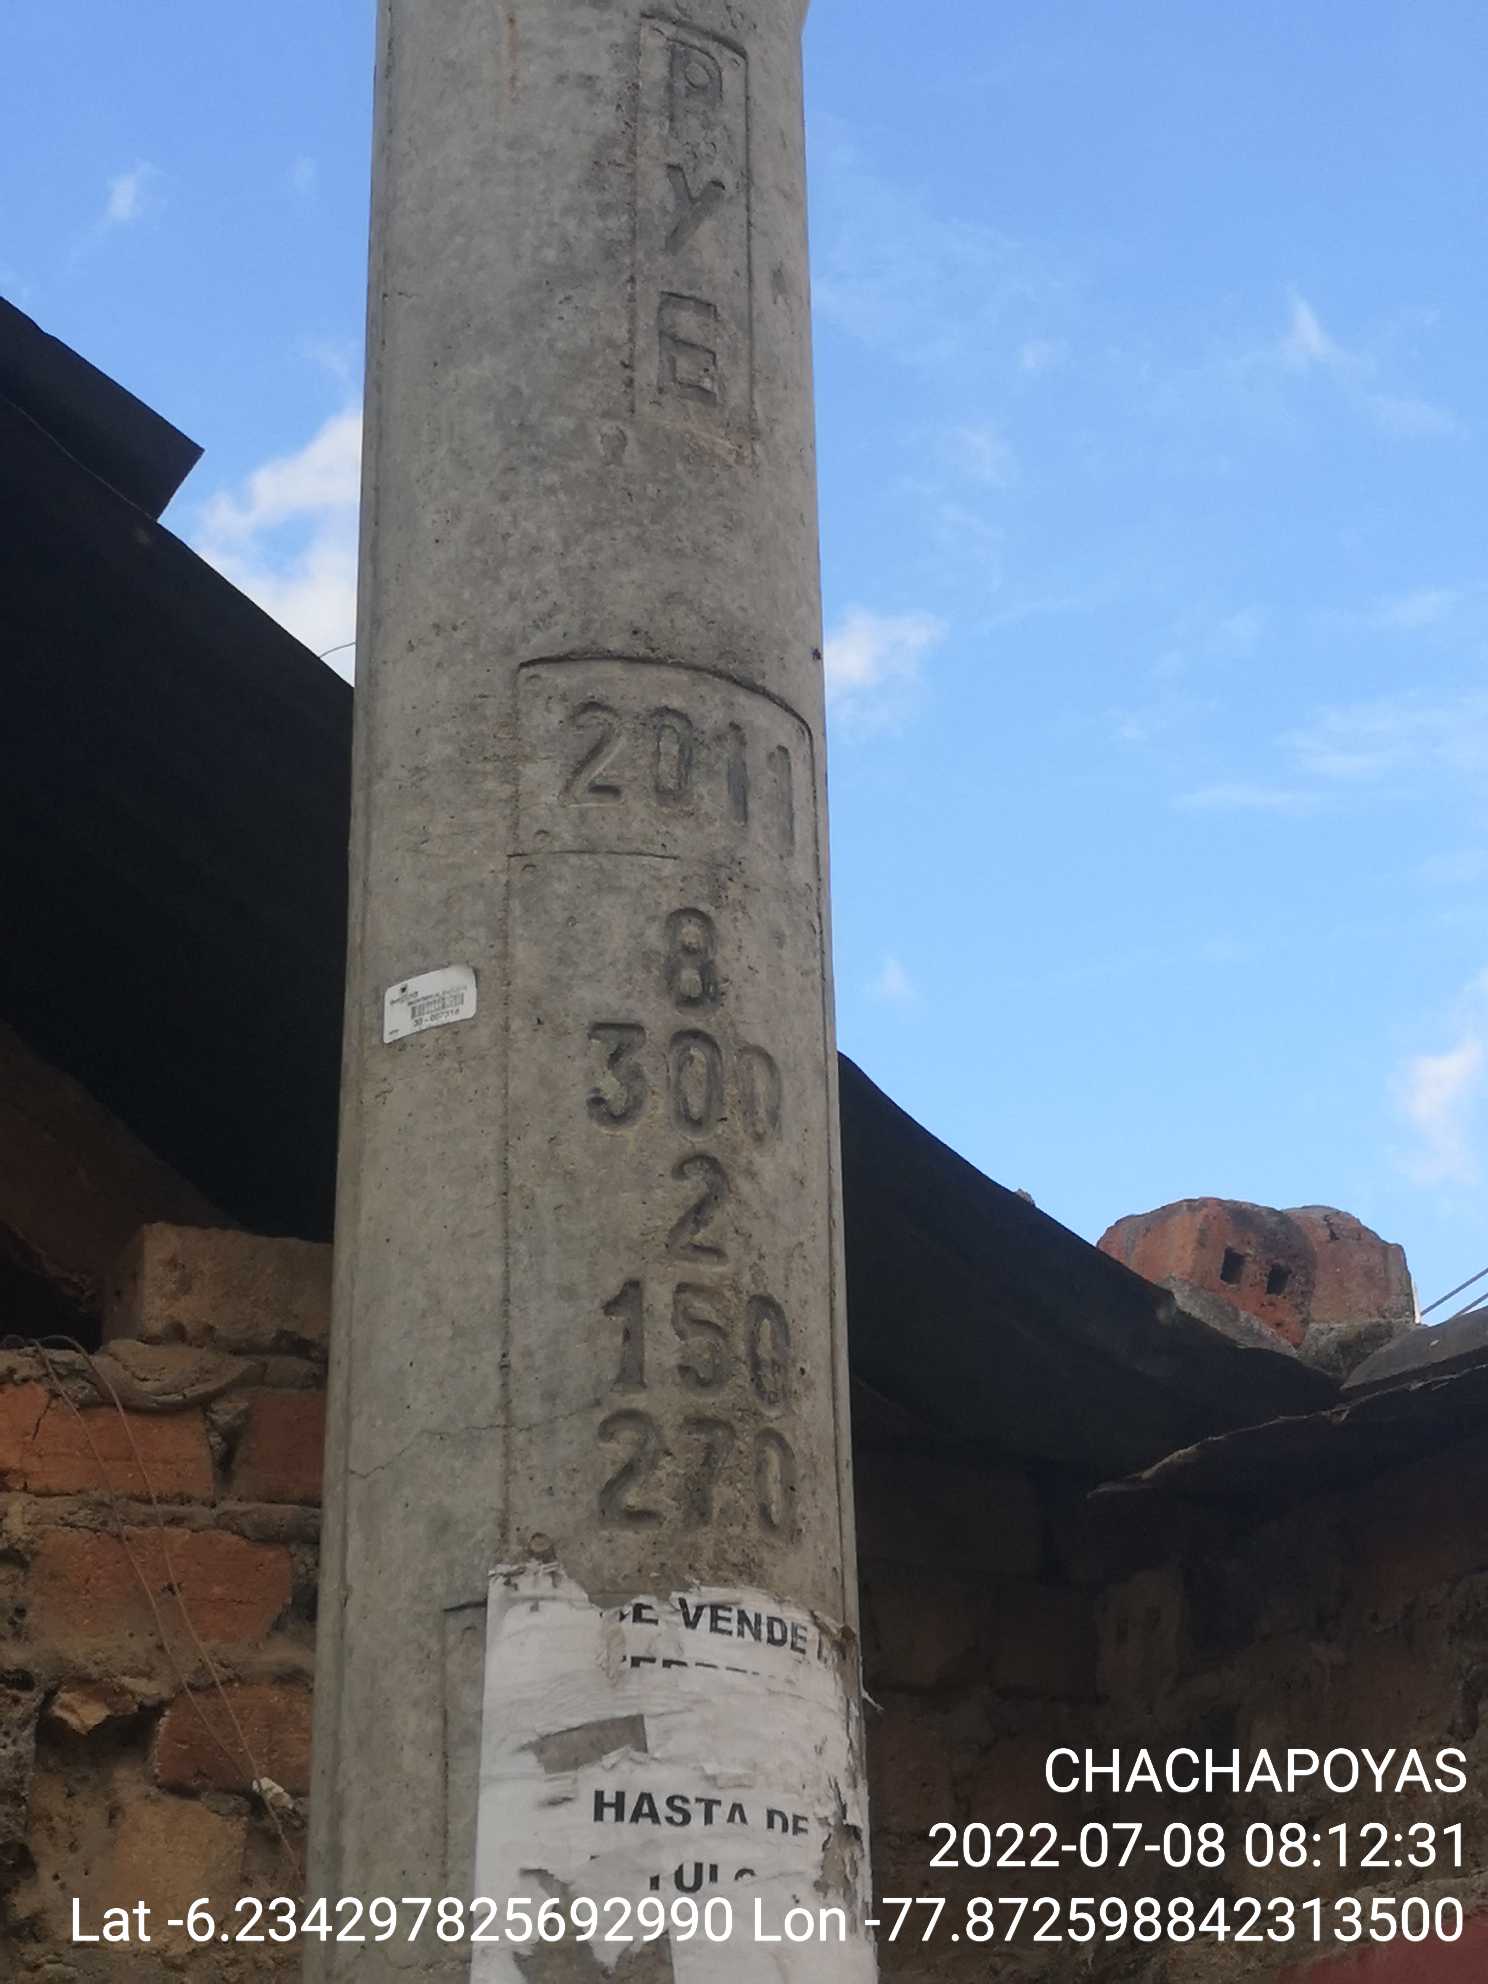 P
Y
G
2011
8
300
2
150
270
VENDE
HASTA DE
CHACHAPOYAS
2022-07-08 08:12:31
Lat -6.234297825692990 Lon -77.872598842313500